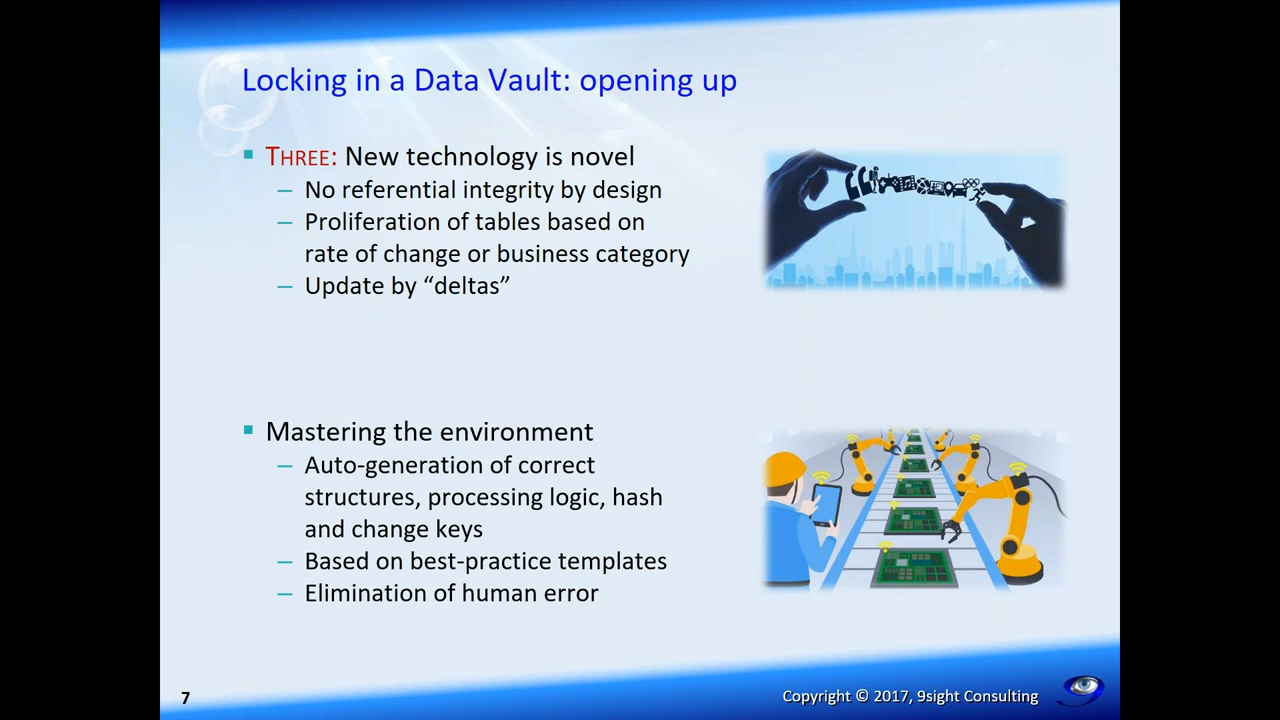 Locking in a Data Vault: opening up
▪ THREE: New technology is novel
– No referential integrity by design
– Proliferation of tables based on
rate of change or business category
– Update by “deltas”
▪ Mastering the environment
– Auto-generation of correct
structures, processing logic, hash
and change keys
– Based on best-practice templates
– Elimination of human error
7
Copyright © 2017, 9sight Consulting